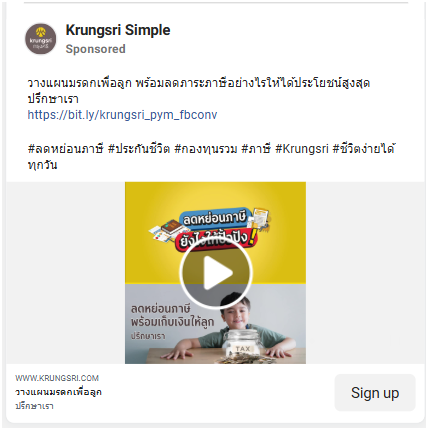 Krungsri Simple
Sponsored
krungsri
กรุงศรี
วางแผนมรดกเพื่อลูก พร้อมลดภาระภาษีอย่างไรให้ได้ประโยชน์สูงสุด
ปรึกษาเรา
https://bit.ly/krungsri_pym_fbconv
#ลดหย่อนภาษี #ประกันชีวิต #กองทุนรวม #ภาษี #Krungsri #ชีวิตง่ายได้
ทุกวัน
ลดหย่อนภาษี
ยังไงให้ปั๊วปัง!
ลดหย่อนภาษี
พร้อมเก็บเงินให้ลูก
ปรึกษาเรา
TAX
WWW.KRUNGSRI.COM
วางแผนมรดกเพื่อลูก
ปรึกษาเรา
Sign up